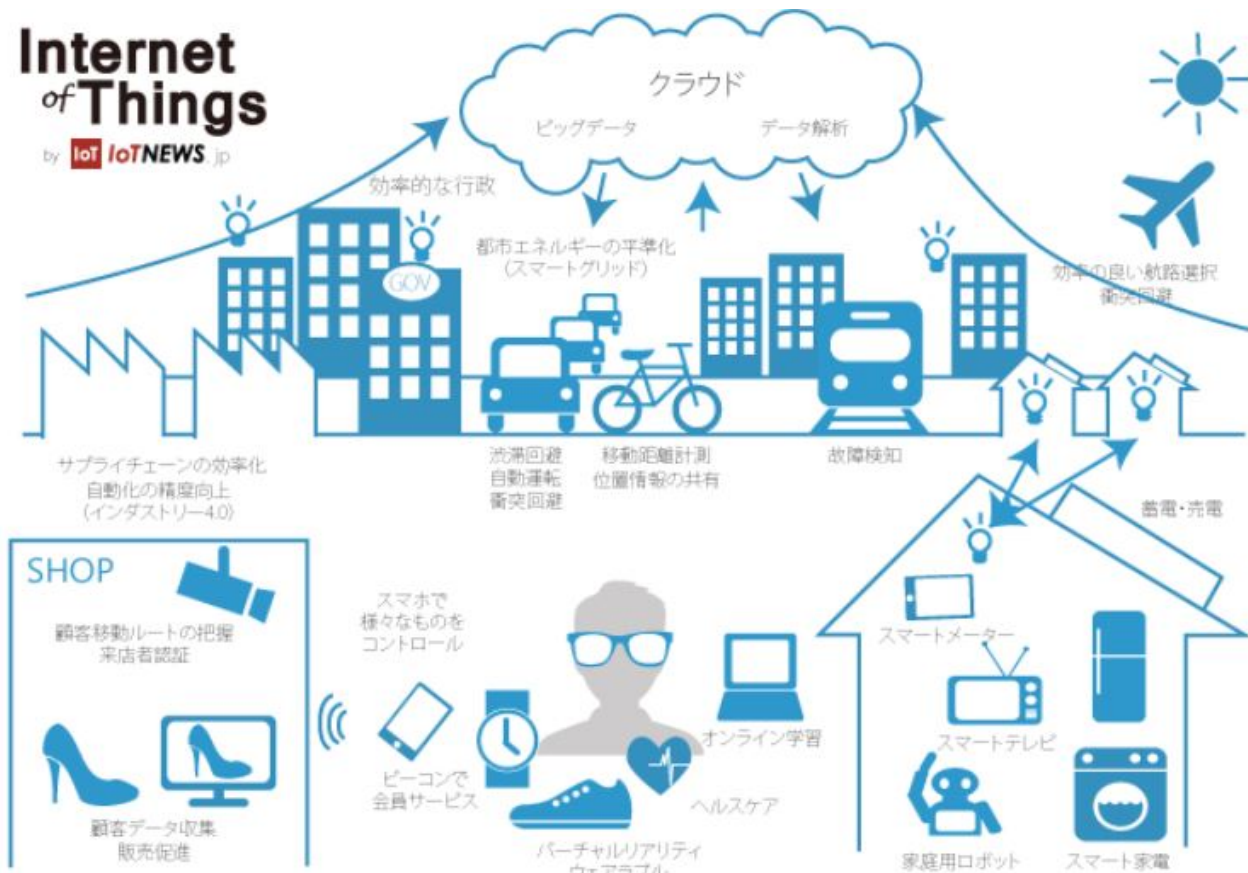 Internet
of Things
by IoT IoTNEWS.jp
クラウド
ビッグデータ
データ解析
効率的な行政
都市エネルギーの平準化
(スマートグリッド)
GOV
効率の良い航路選択
衝突回避
サプライチェーンの効率化
自動化の精度向上
(インダストリー4.0)
渋滞回避
自動運転
衝突回避
移動距離計測
位置情報の共有
故障検知
蓄電・売電
SHOP
顧客移動ルートの把握
来店者認証
顧客データ収集
販売促進
スマホで
様々なものを
コントロール
ビーコンで
会員サービス
オンライン学習
ヘルスケア
バーチャルリアリティ
ウェアラブル
スマートメーター
スマートテレビ
家庭用ロボット
スマート家電